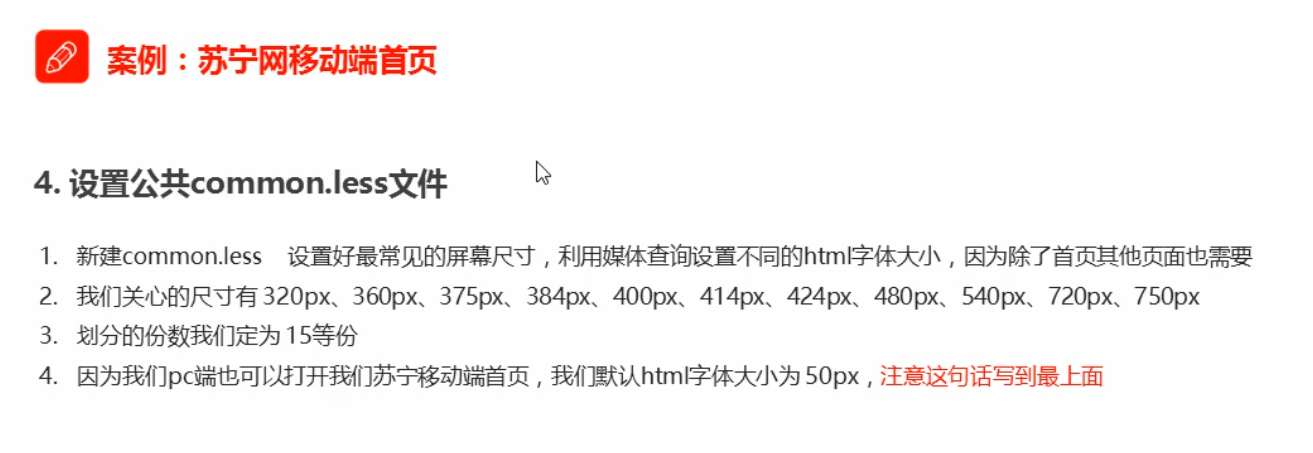 案例：苏宁网移动端首页
4. 设置公共common.less文件
1. 新建common.less 设置好最常见的屏幕尺寸，利用媒体查询设置不同的html字体大小，因为除了首页其他页面也需要
2. 我们关心的尺寸有 320px、360px、375px、384px、400px、414px、424px、480px、540px、720px、750px
3. 划分的份数我们定为 15等份
4. 因为我们pc端也可以打开我们苏宁移动端首页，我们默认html字体大小为 50px，注意这句话写到最上面